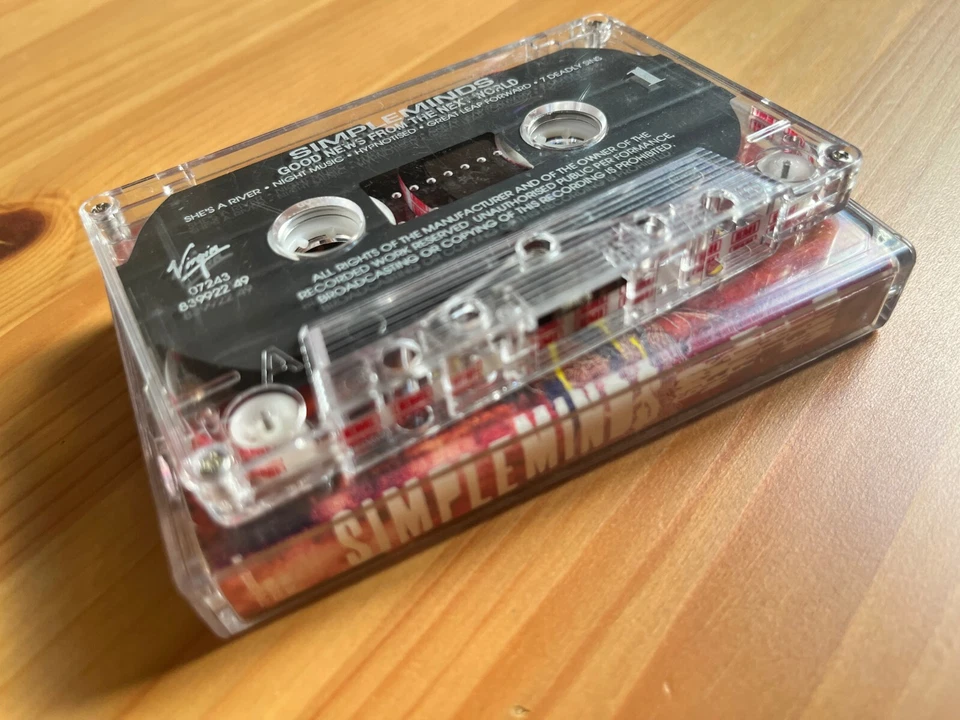 SIMPLE MINDS
GOOD NEWS FROM THE NEXT WORLD
SHE'S A RIVER • NIGHT MUSIC • HYPNOTISED • GREAT LEAP FORWARD • 7 DEADLY SINS
1
Virgin
07243
839922 49
ALL RIGHTS OF THE MANUFACTURER AND OF THE OWNER OF THE
RECORDED WORK RESERVED. UNAUTHORISED PUBLIC PERFORMANCE,
BROADCASTING OR COPYING OF THIS RECORDING IS PROHIBITED.
SIMPLE MINDS